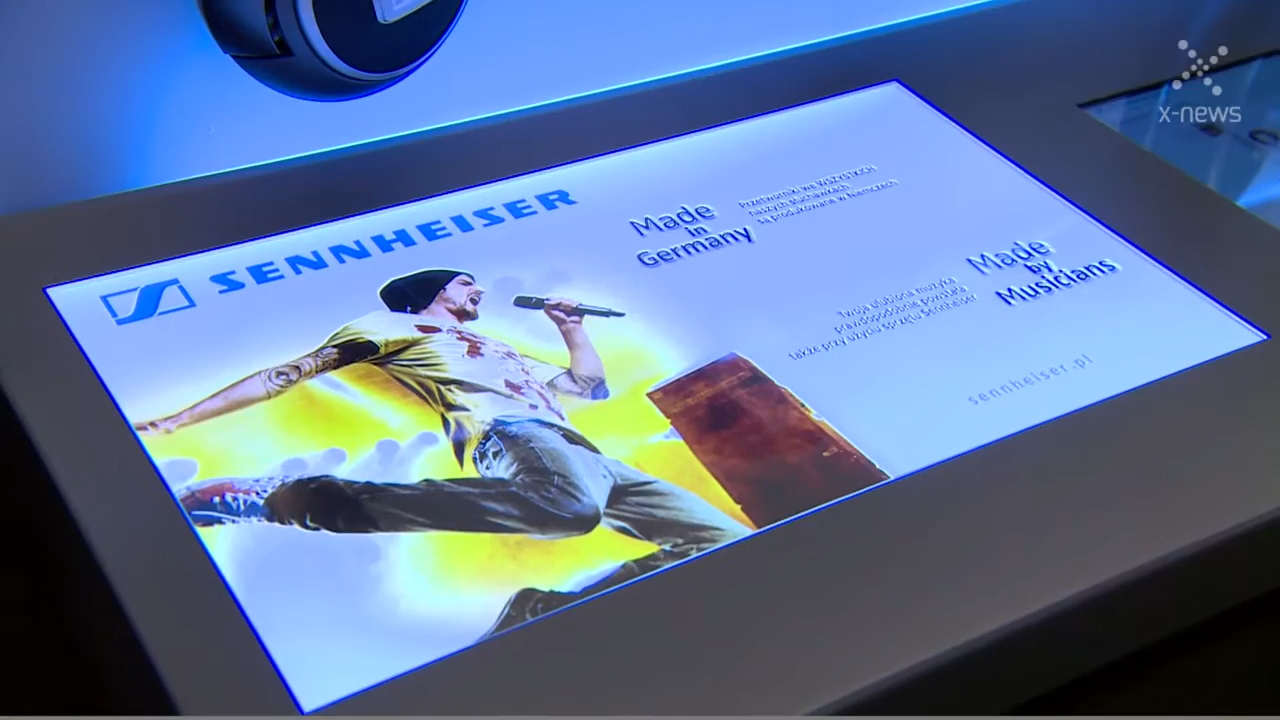 x-news
SENNHEISER
Made
in
Germany
Przetworniki we wszystkich
naszych słuchawkach
są produkowane w Niemczech
Made
by
Musicians
Twoja ulubiona muzyka
prawdopodobnie powstała
także przy użyciu sprzętu Sennheiser
sennheiser.pl